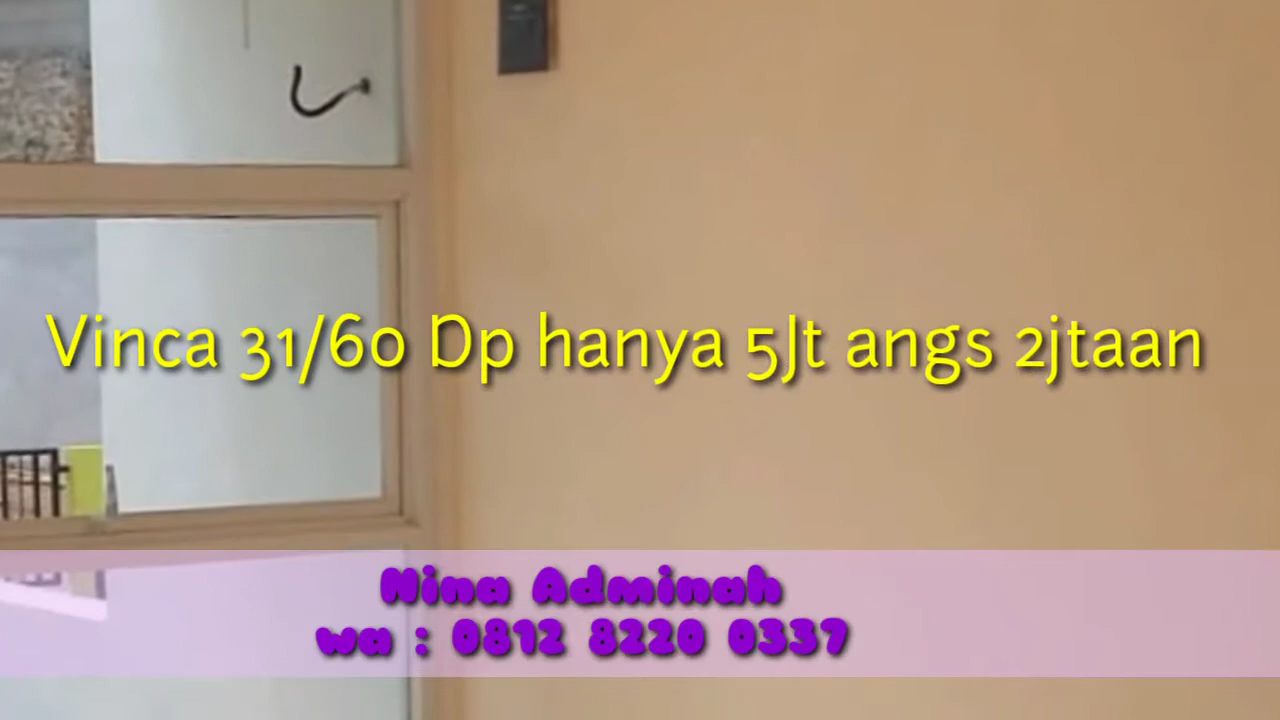 Vinca 31/60 Dp hanya 5Jt angs 2jtaan
Nina Adminah
wa : 0812 8220 0337